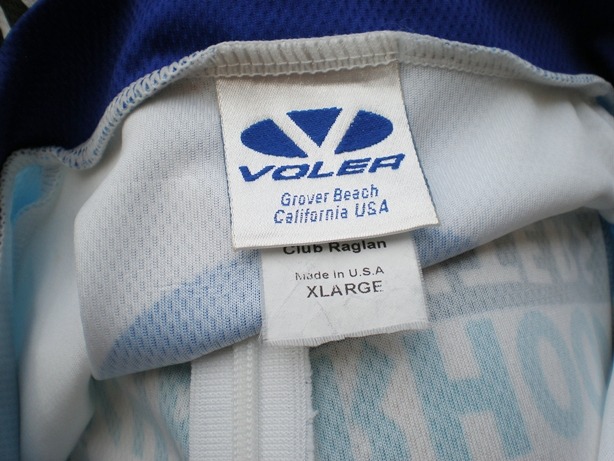 VOLER
Grover Beach
California USA
Club Raglan
Made in U.S.A
XLARGE